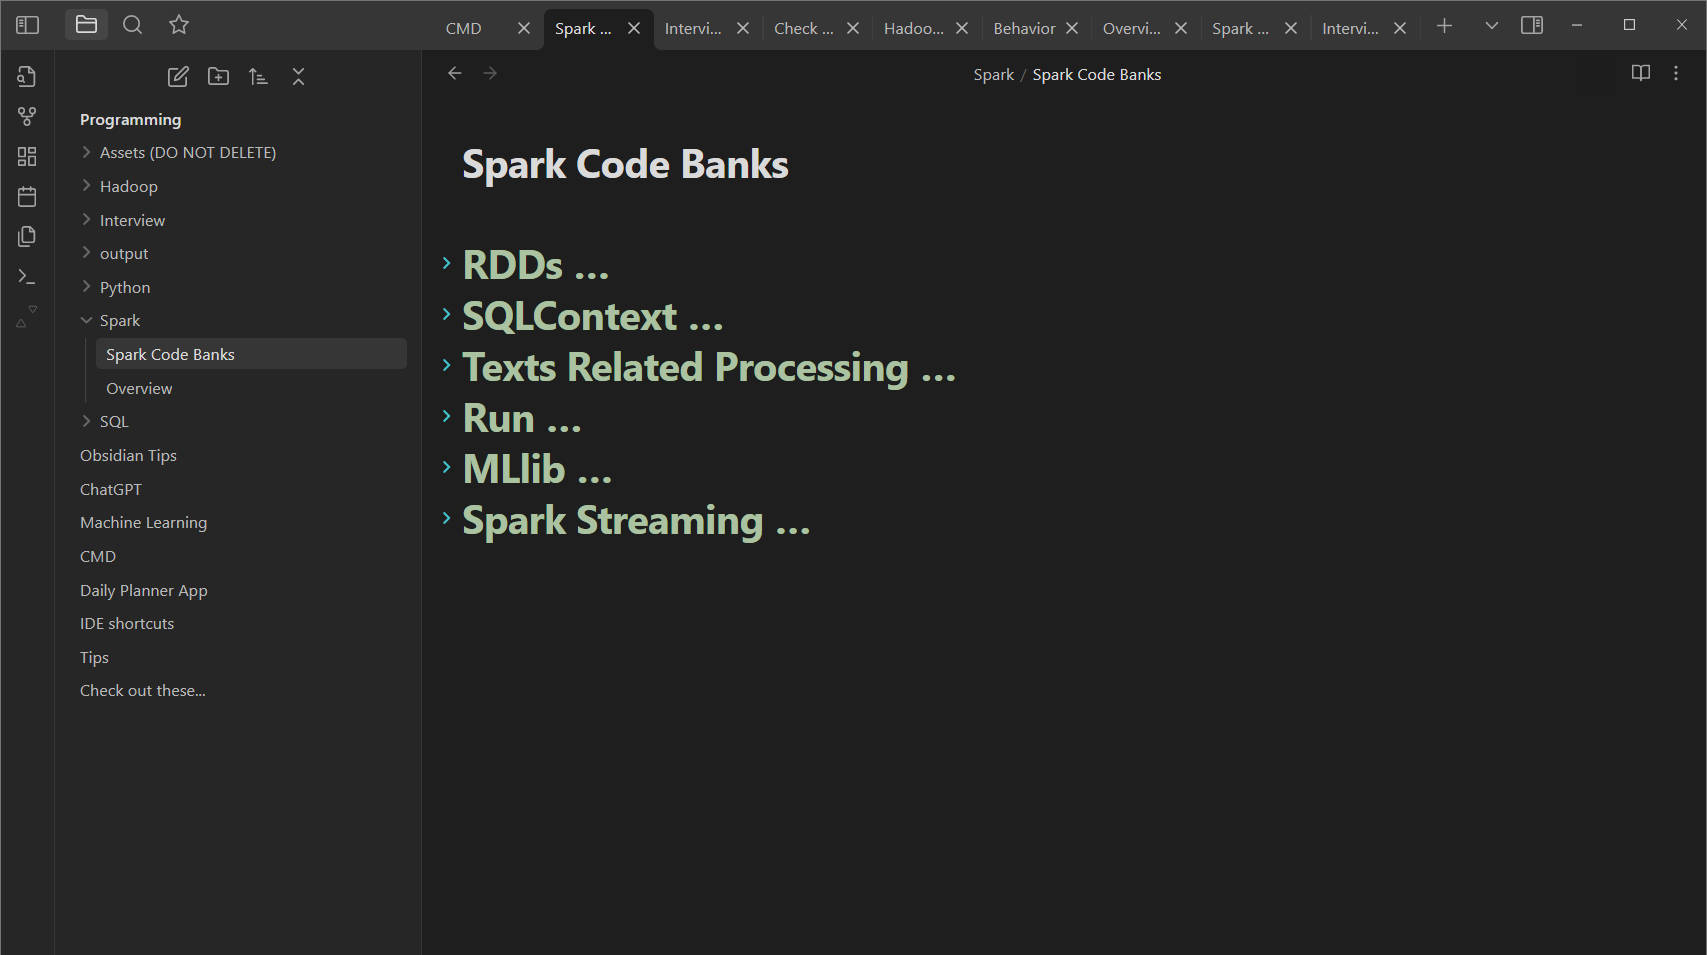 CMD
Spark ...
Intervi...
Check ...
Hadoo...
Behavior
Overvi...
Spark ...
Intervi...
Spark / Spark Code Banks
Programming
Assets (DO NOT DELETE)
Hadoop
Interview
output
Python
Spark
Spark Code Banks
Overview
SQL
Obsidian Tips
ChatGPT
Machine Learning
CMD
Daily Planner App
IDE shortcuts
Tips
Check out these...
Spark Code Banks
RDDs ...
SQLContext ...
Texts Related Processing ...
Run ...
MLlib ...
Spark Streaming ...